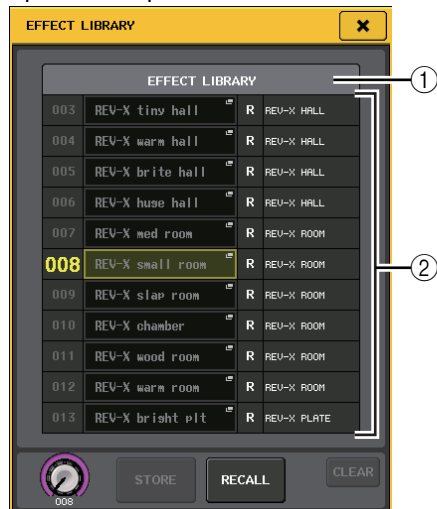 EFFECT LIBRARY
EFFECT LIBRARY
①
003 REV-X tiny hall R REV-X HALL
004 REV-X warm hall R REV-X HALL
005 REV-X brite hall R REV-X HALL
006 REV-X huge hall R REV-X HALL
007 REV-X med room R REV-X ROOM
008 REV-X small room R REV-X ROOM
②
009 REV-X slap room R REV-X ROOM
010 REV-X chamber R REV-X ROOM
011 REV-X wood room R REV-X ROOM
012 REV-X warm room R REV-X ROOM
013 REV-X bright plt R REV-X PLATE
STORE RECALL CLEAR
008